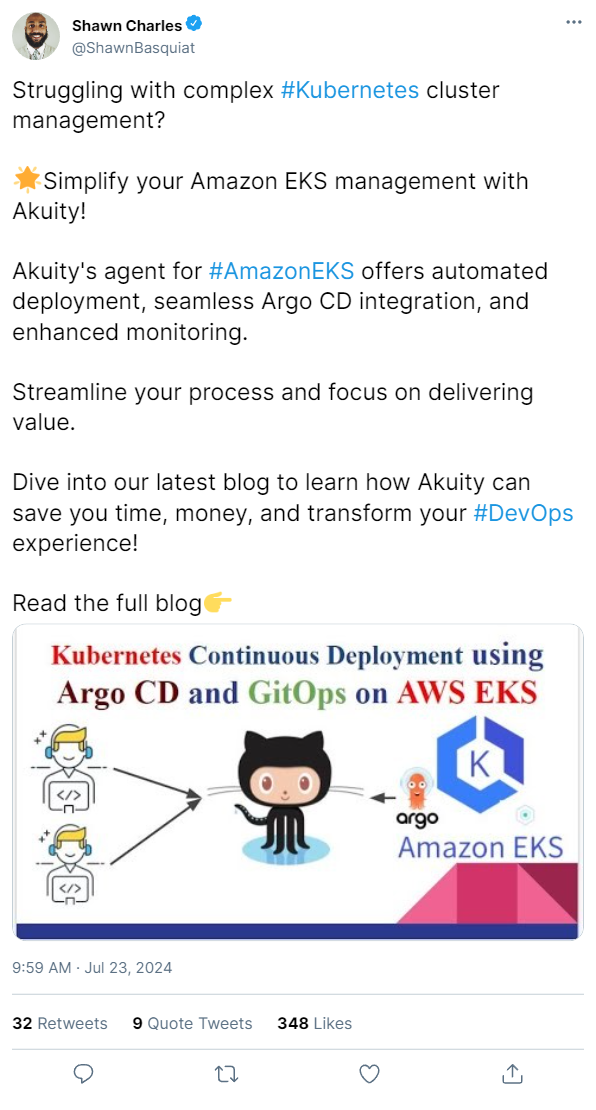 Shawn Charles
@ShawnBasquiat
Struggling with complex #Kubernetes cluster
management?
🌟Simplify your Amazon EKS management with
Akuity!
Akuity's agent for #AmazonEKS offers automated
deployment, seamless Argo CD integration, and
enhanced monitoring.
Streamline your process and focus on delivering
value.
Dive into our latest blog to learn how Akuity can
save you time, money, and transform your #DevOps
experience!
Read the full blog👉
Kubernetes Continuous Deployment using
Argo CD and GitOps on AWS EKS
</>
</>
K
argo
Amazon EKS
9:59 AM · Jul 23, 2024
32 Retweets 9 Quote Tweets 348 Likes